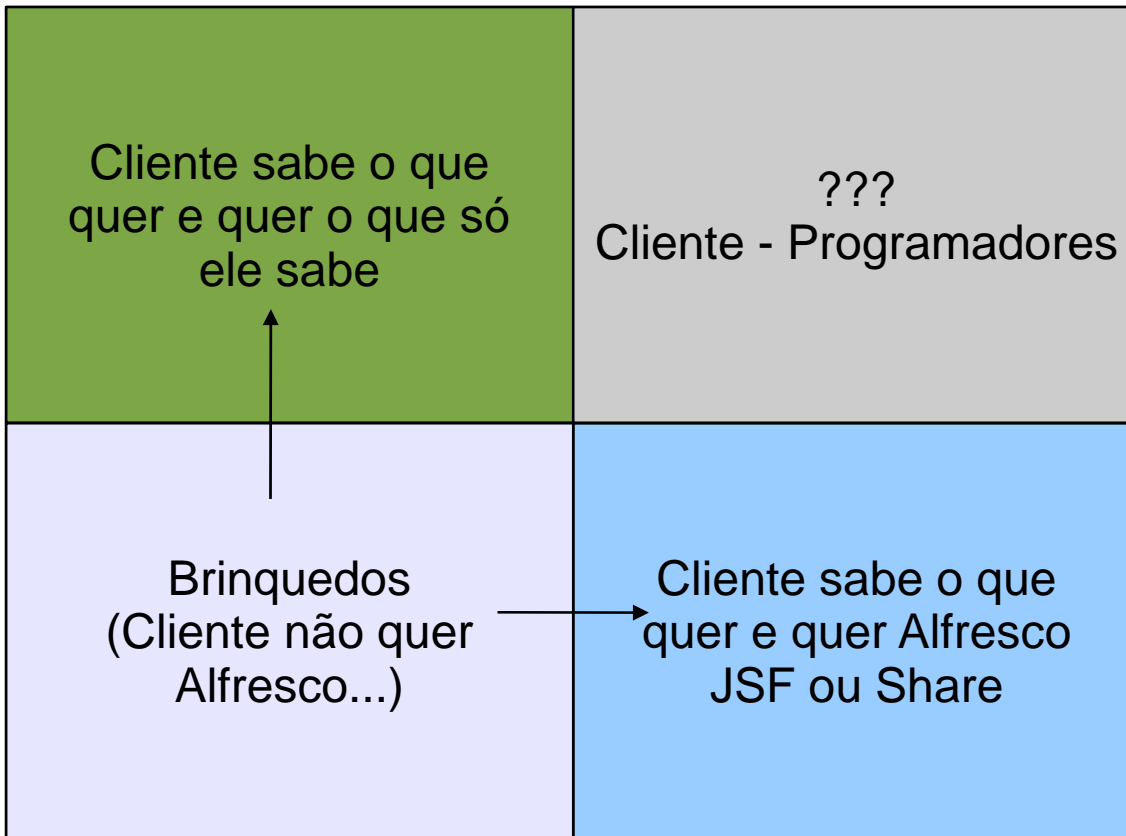 Cliente sabe o que
quer e quer o que só
ele sabe
???
Cliente - Programadores
Brinquedos
(Cliente não quer
Alfresco...)
Cliente sabe o que
quer e quer Alfresco
JSF ou Share